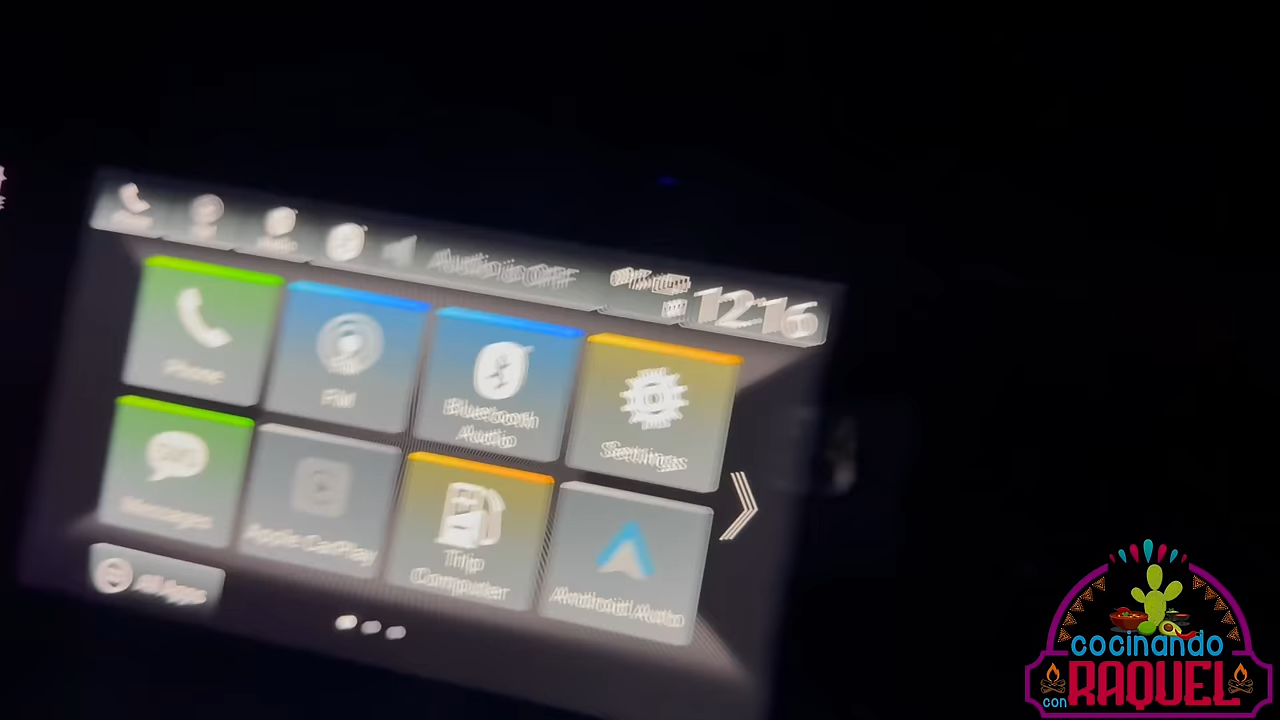 Audio is OFF
12:16
Phone
FM
Bluetooth
Audio
Settings
Messages
Apple CarPlay
Trip
Computer
Android Auto
All Apps
cocinando
con RAQUEL